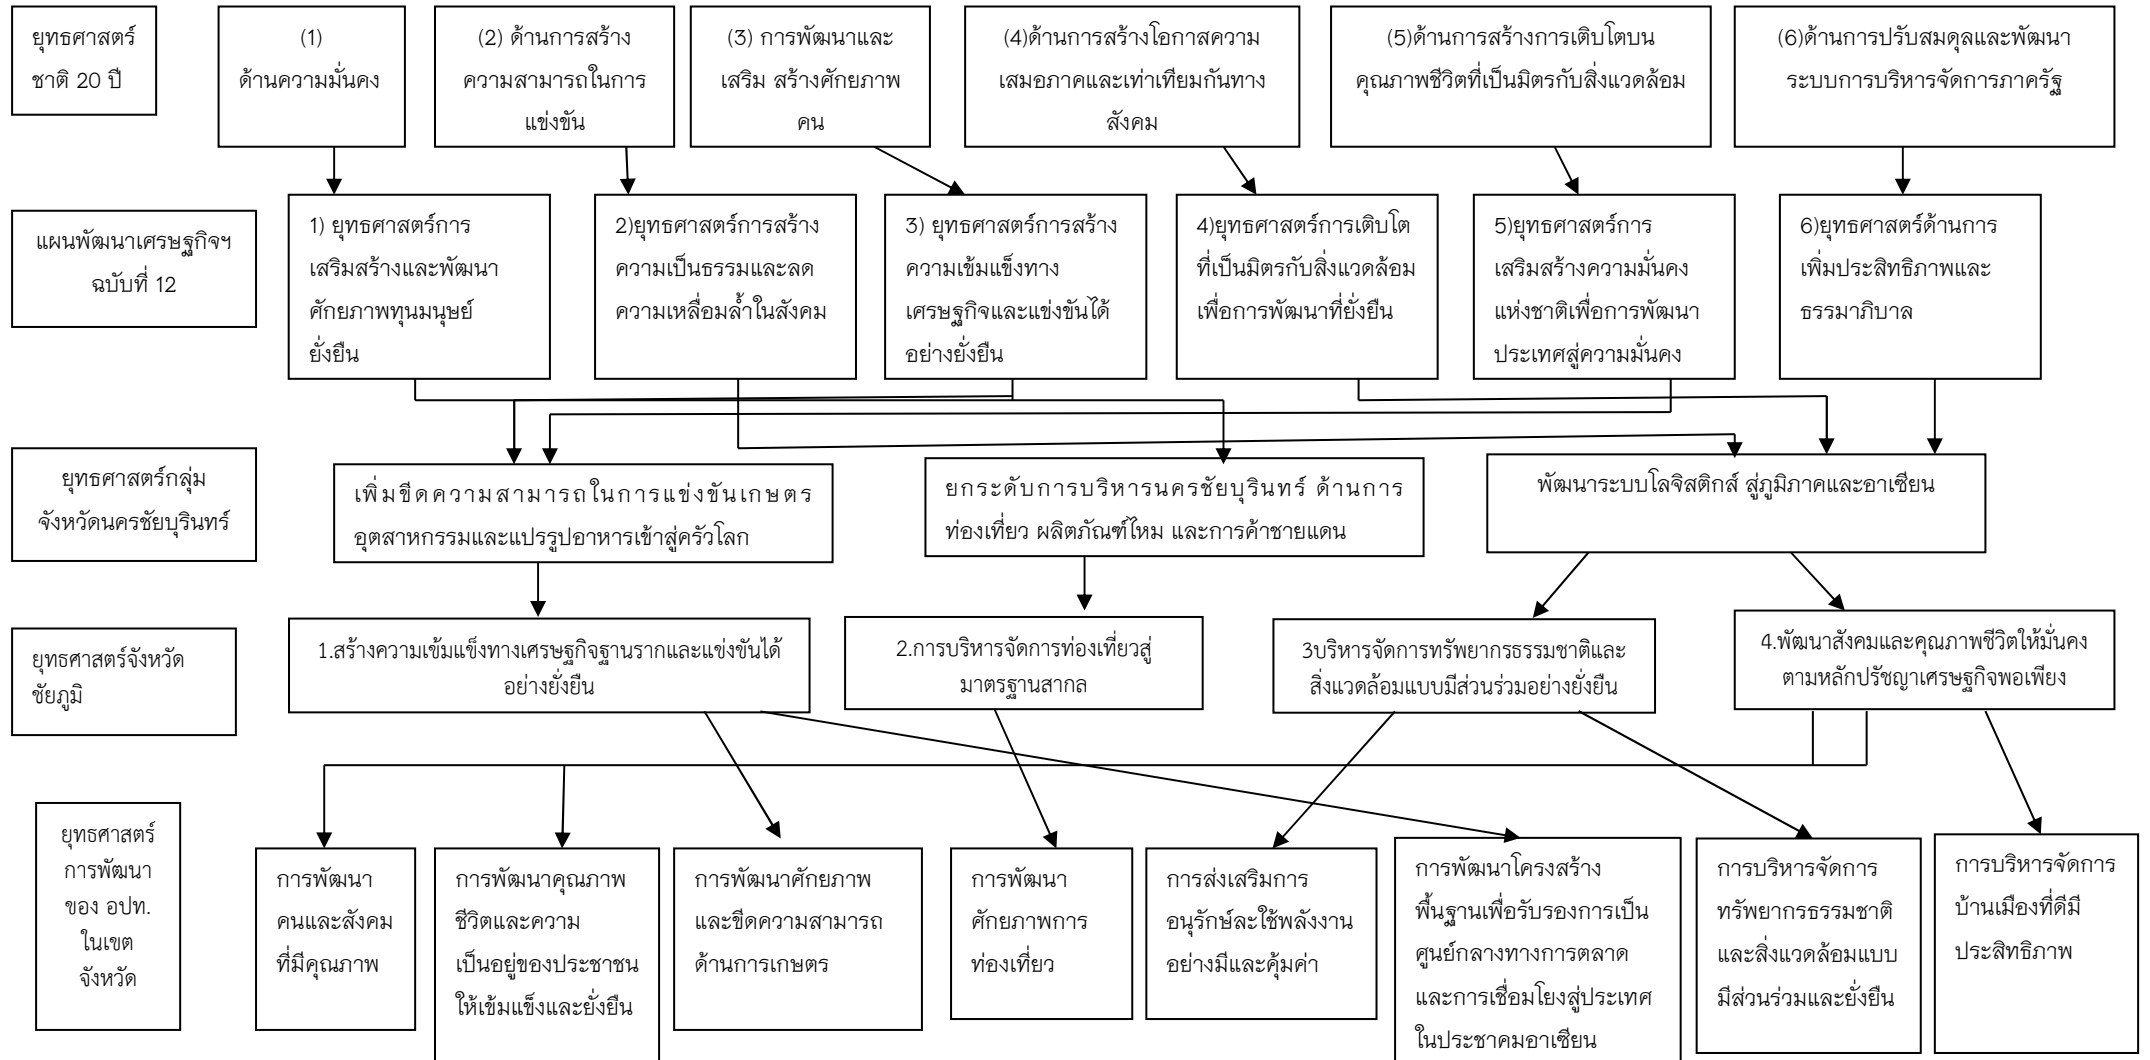 ยุทธศาสตร์
ชาติ 20 ปี
(1)
ด้านความมั่นคง
(2) ด้านการสร้าง
ความสามารถในการ
แข่งขัน
(3) การพัฒนาและ
เสริม สร้างศักยภาพ
คน
(4)ด้านการสร้างโอกาสความ
เสมอภาคและเท่าเทียมกันทาง
สังคม
(5)ด้านการสร้างการเติบโตบน
คุณภาพชีวิตที่เป็นมิตรกับสิ่งแวดล้อม
(6)ด้านการปรับสมดุลและพัฒนา
ระบบการบริหารจัดการภาครัฐ
แผนพัฒนาเศรษฐกิจฯ
ฉบับที่ 12
1) ยุทธศาสตร์การ
เสริมสร้างและพัฒนา
ศักยภาพทุนมนุษย์
ยั่งยืน
2)ยุทธศาสตร์การสร้าง
ความเป็นธรรมและลด
ความเหลื่อมล้ำในสังคม
3) ยุทธศาสตร์การสร้าง
ความเข้มแข็งทาง
เศรษฐกิจและแข่งขันได้
อย่างยั่งยืน
4)ยุทธศาสตร์การเติบโต
ที่เป็นมิตรกับสิ่งแวดล้อม
เพื่อการพัฒนาที่ยั่งยืน
5)ยุทธศาสตร์การ
เสริมสร้างความมั่นคง
แห่งชาติเพื่อการพัฒนา
ประเทศสู่ความมั่นคง
6)ยุทธศาสตร์ด้านการ
เพิ่มประสิทธิภาพและ
ธรรมาภิบาล
ยุทธศาสตร์กลุ่ม
จังหวัดนครชัยบุรินทร์
เพิ่มขีดความสามารถในการแข่งขันเกษตร
อุตสาหกรรมและแปรรูปอาหารเข้าสู่ครัวโลก
ยกระดับการบริหารนครชัยบุรินทร์ ด้านการ
ท่องเที่ยว ผลิตภัณฑ์ไหม และการค้าชายแดน
พัฒนาระบบโลจิสติกส์ สู่ภูมิภาคและอาเซียน
ยุทธศาสตร์จังหวัด
ชัยภูมิ
1.สร้างความเข้มแข็งทางเศรษฐกิจฐานรากและแข่งขันได้
อย่างยั่งยืน
2.การบริหารจัดการท่องเที่ยวสู่
มาตรฐานสากล
3บริหารจัดการทรัพยากรธรรมชาติและ
สิ่งแวดล้อมแบบมีส่วนร่วมอย่างยั่งยืน
4.พัฒนาสังคมและคุณภาพชีวิตให้มั่นคง
ตามหลักปรัชญาเศรษฐกิจพอเพียง
ยุทธศาสตร์
การพัฒนา
ของ อปท.
ในเขต
จังหวัด
การพัฒนา
คนและสังคม
ที่มีคุณภาพ
การพัฒนาคุณภาพ
ชีวิตและความ
เป็นอยู่ของประชาชน
ให้เข้มแข็งและยั่งยืน
การพัฒนาศักยภาพ
และขีดความสามารถ
ด้านการเกษตร
การพัฒนา
ศักยภาพการ
ท่องเที่ยว
การส่งเสริมการ
อนุรักษ์ละใช้พลังงาน
อย่างมีและคุ้มค่า
การพัฒนาโครงสร้าง
พื้นฐานเพื่อรับรองการเป็น
ศูนย์กลางทางการตลาด
และการเชื่อมโยงสู่ประเทศ
ในประชาคมอาเซียน
การบริหารจัดการ
ทรัพยากรธรรมชาติ
และสิ่งแวดล้อมแบบ
มีส่วนร่วมและยั่งยืน
การบริหารจัดการ
บ้านเมืองที่ดีมี
ประสิทธิภาพ